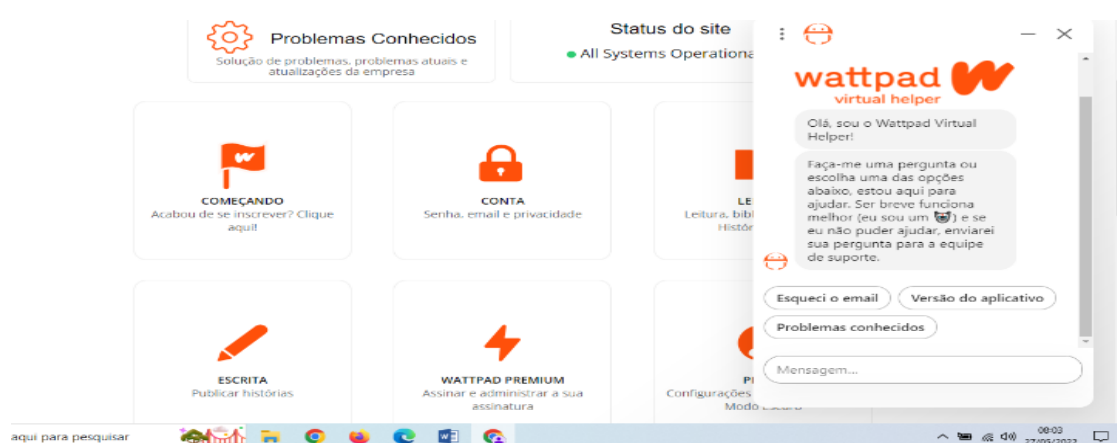 Problemas Conhecidos
Solução de problemas, problemas atuais e
atualizações da empresa
Status do site
All Systems Operationa
COMEÇANDO
Acabou de se inscrever? Clique
aqui!
CONTA
Senha, email e privacidade
LE
Leitura, bibl
Histór
ESCRITA
Publicar histórias
WATTPAD PREMIUM
Assinar e administrar a sua
assinatura
P
Configurações
Modo
wattpad
virtual helper
Olá, sou o Wattpad Virtual
Helper!
Faça-me uma pergunta ou
escolha uma das opções
abaixo, estou aqui para
ajudar. Ser breve funciona
melhor (eu sou um 🤖) e se
eu não puder ajudar, enviarei
sua pergunta para a equipe
de suporte.
Esqueci o email
Versão do aplicativo
Problemas conhecidos
Mensagem...
aqui para pesquisar
08:03